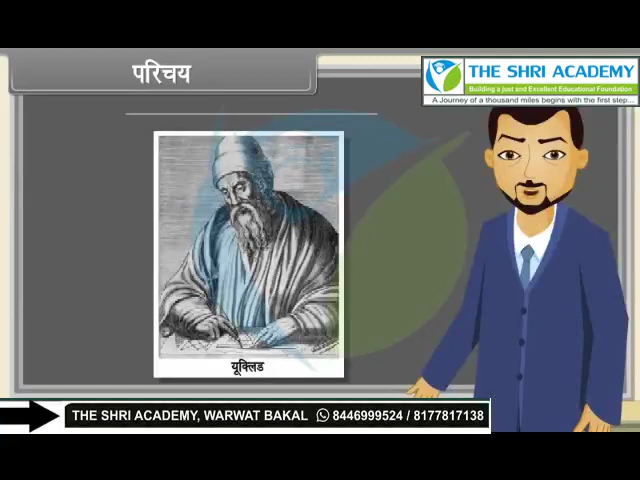 परिचय
THE SHRI ACADEMY
Building's just and Excellent Educational Foundation
A Journey of a thousand miles begins with the first step...
यूक्लिड
THE SHRI ACADEMY, WARWAT BAKAL 8446999524 / 8177817138